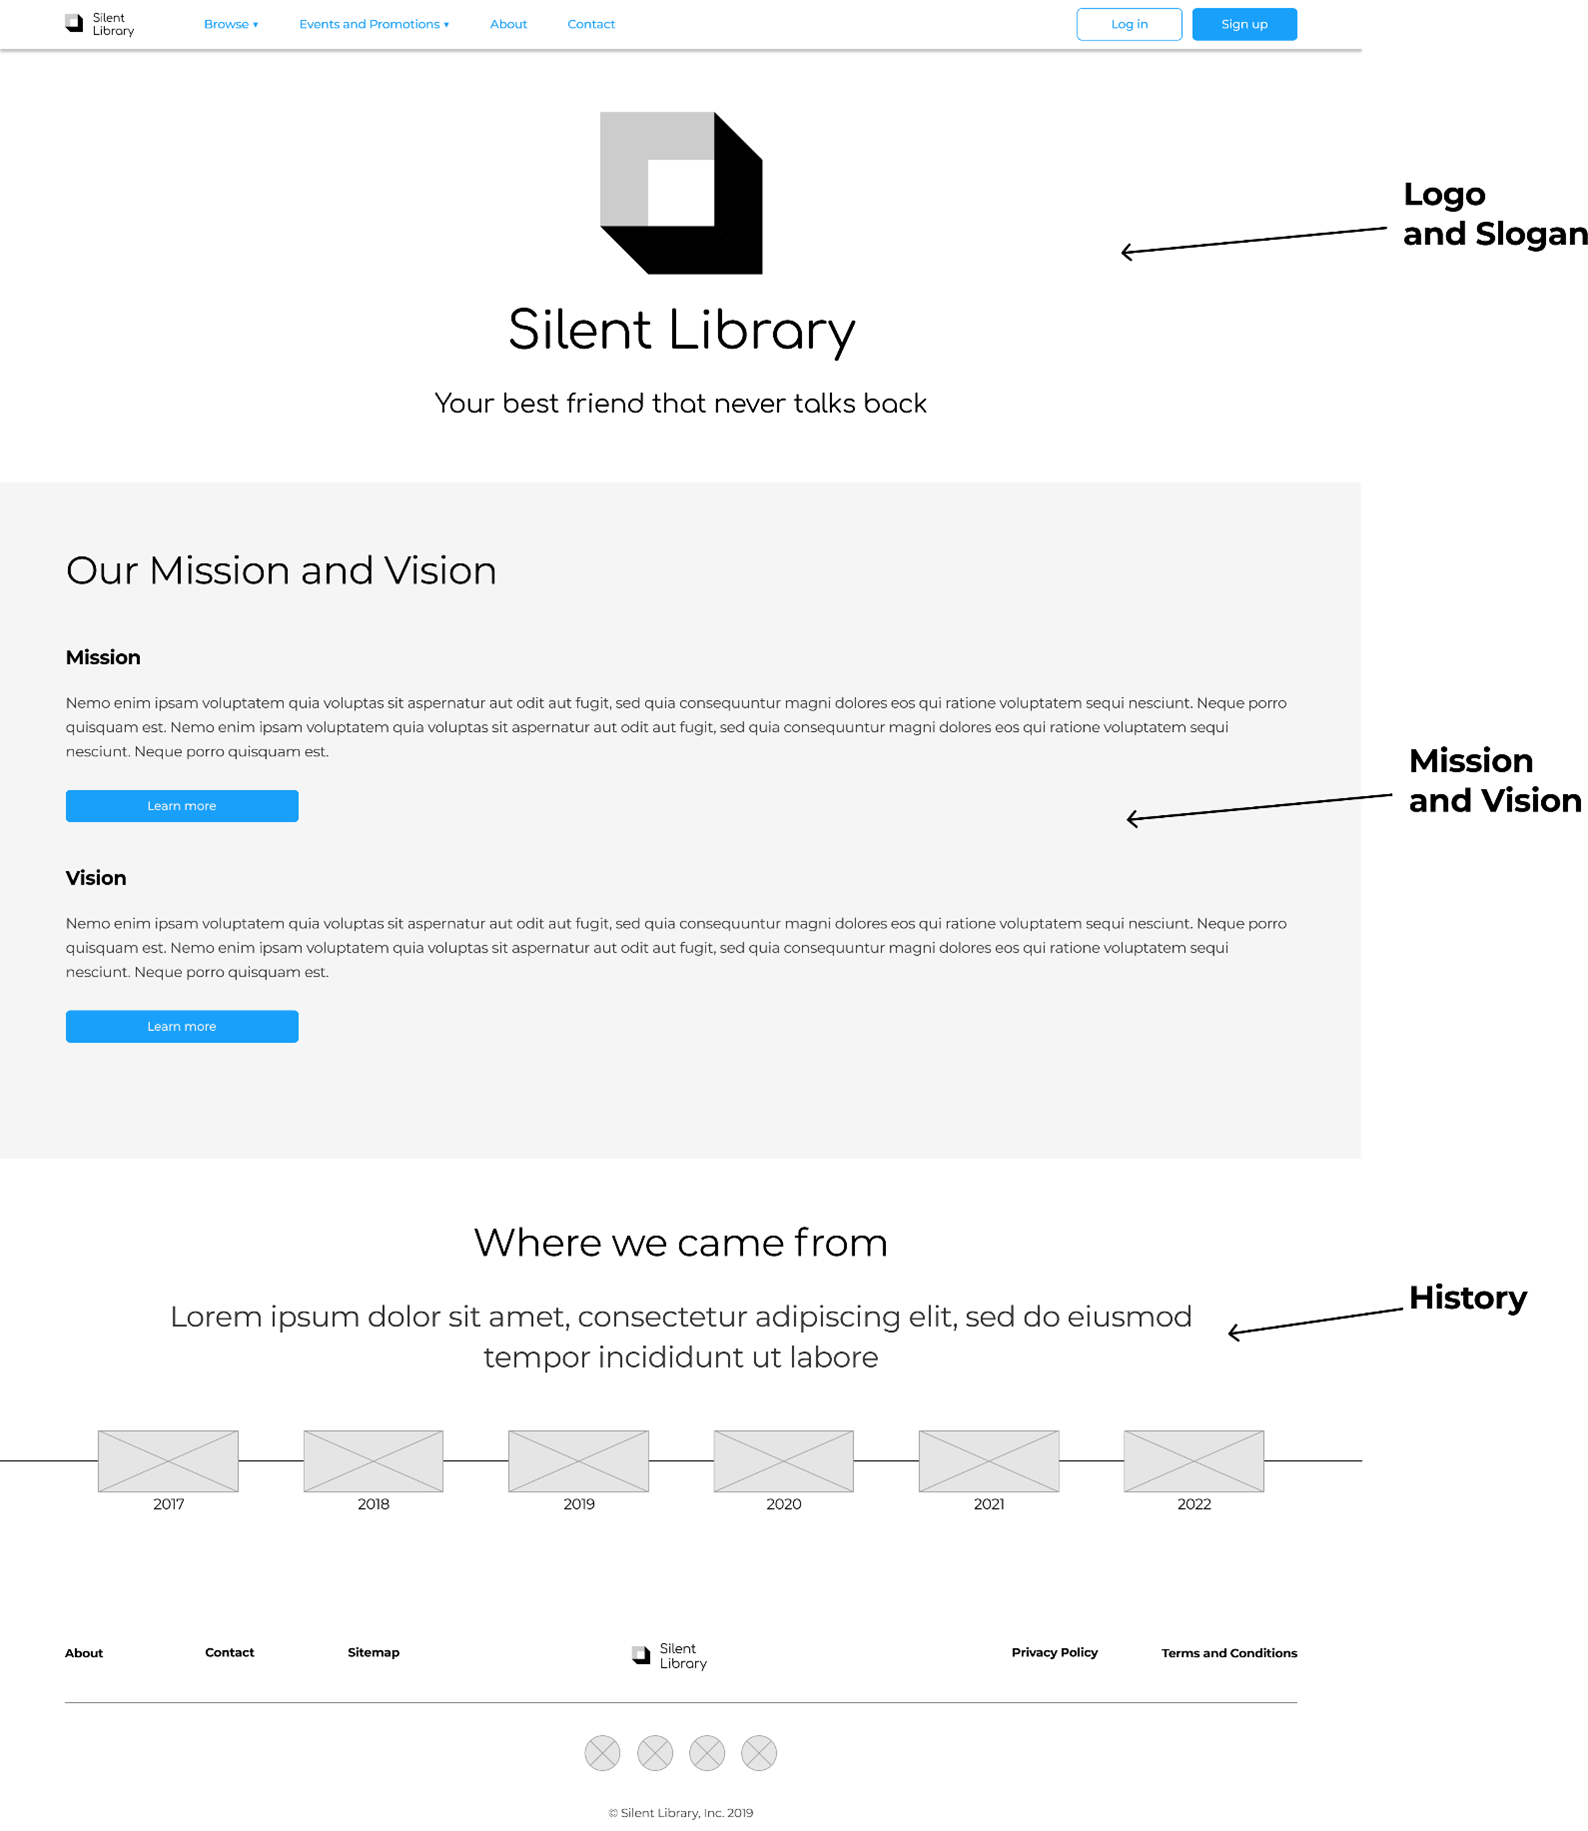 Silent
Library
Browse ▾
Events and Promotions ▾
About
Contact
Log in
Sign up
Logo
and Slogan
Silent Library
Your best friend that never talks back
Our Mission and Vision
Mission
Nemo enim ipsam voluptatem quia voluptas sit aspernatur aut odit aut fugit, sed quia consequuntur magni dolores eos qui ratione voluptatem sequi nesciunt. Neque porro
quisquam est. Nemo enim ipsam voluptatem quia voluptas sit aspernatur aut odit aut fugit, sed quia consequuntur magni dolores eos qui ratione voluptatem sequi
nesciunt. Neque porro quisquam est.
Learn more
Mission
and Vision
Vision
Nemo enim ipsam voluptatem quia voluptas sit aspernatur aut odit aut fugit, sed quia consequuntur magni dolores eos qui ratione voluptatem sequi nesciunt. Neque porro
quisquam est. Nemo enim ipsam voluptatem quia voluptas sit aspernatur aut odit aut fugit, sed quia consequuntur magni dolores eos qui ratione voluptatem sequi
nesciunt. Neque porro quisquam est.
Learn more
Where we came from
History
Lorem ipsum dolor sit amet, consectetur adipiscing elit, sed do eiusmod
tempor incididunt ut labore
2017
2018
2019
2020
2021
2022
About
Contact
Sitemap
Silent
Library
Privacy Policy
Terms and Conditions
© Silent Library, Inc. 2019